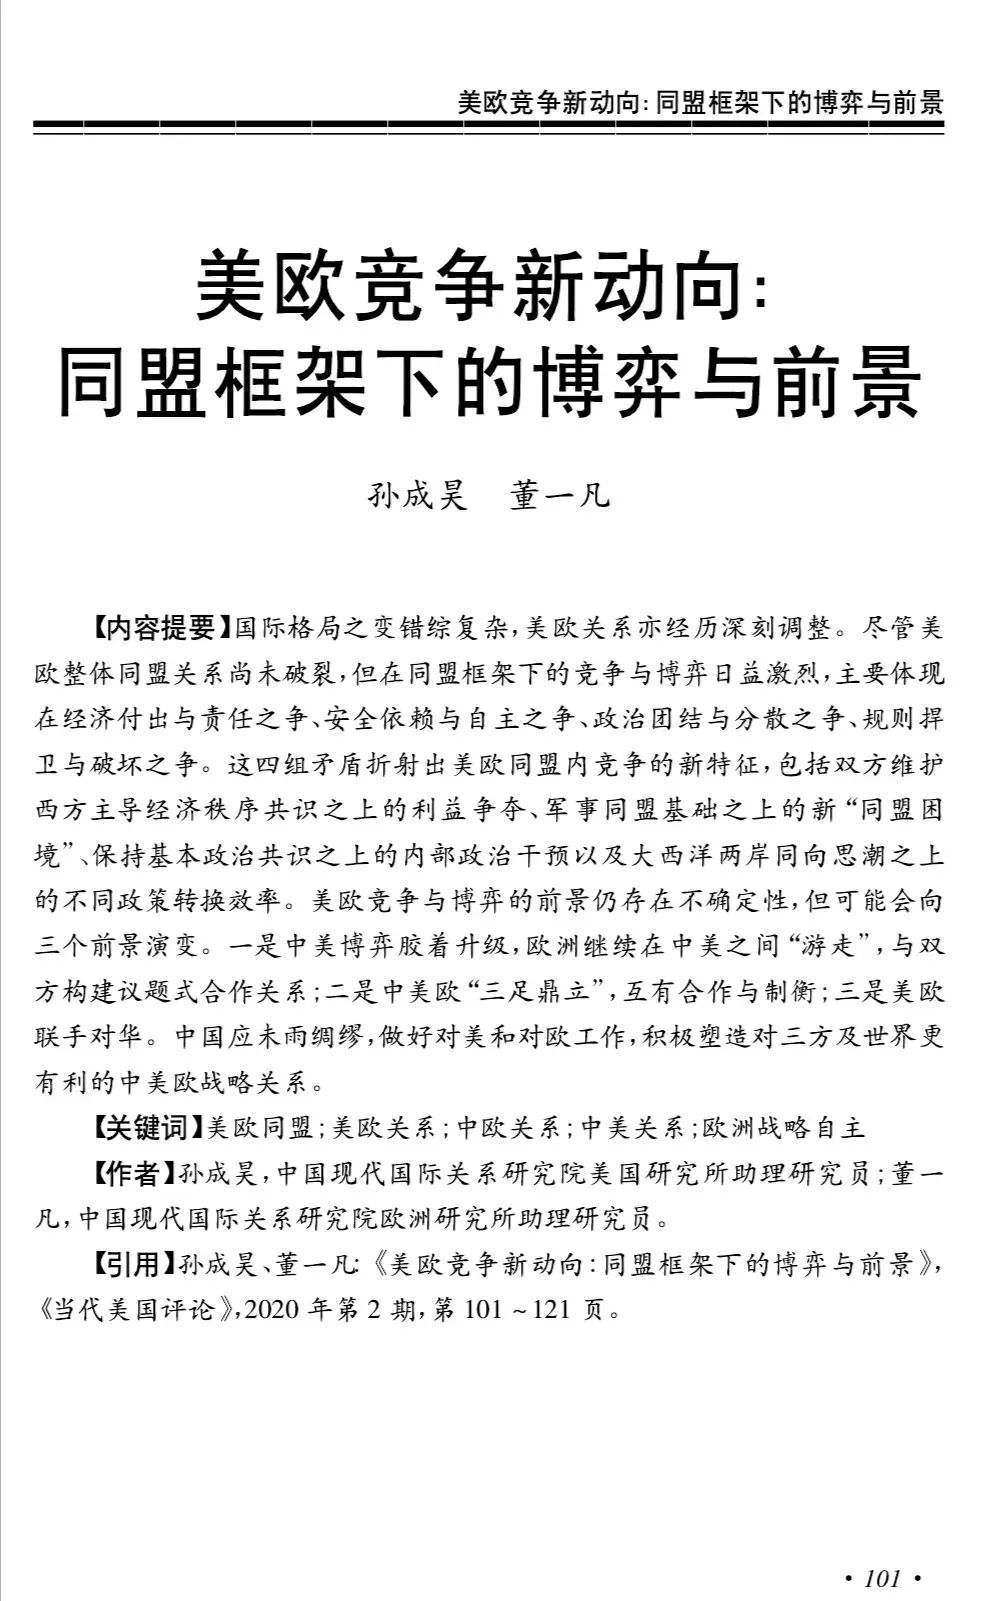 美欧竞争新动向:同盟框架下的博弈与前景
美欧竞争新动向:
同盟框架下的博弈与前景
孙成昊　董一凡
【内容提要】国际格局之变错综复杂,美欧关系亦经历深刻调整。尽管美
欧整体同盟关系尚未破裂,但在同盟框架下的竞争与博弈日益激烈,主要体现
在经济付出与责任之争、安全依赖与自主之争、政治团结与分散之争、规则捍
卫与破坏之争。这四组矛盾折射出美欧同盟内竞争的新特征,包括双方维护
西方主导经济秩序共识之上的利益争夺、军事同盟基础之上的新“同盟困
境”、保持基本政治共识之上的内部政治干预以及大西洋两岸同向思潮之上
的不同政策转换效率。美欧竞争与博弈的前景仍存在不确定性,但可能会向
三个前景演变。一是中美博弈胶着升级,欧洲继续在中美之间“游走”,与双
方构建议题式合作关系;二是中美欧“三足鼎立”,互有合作与制衡;三是美欧
联手对华。中国应未雨绸缪,做好对美和对欧工作,积极塑造对三方及世界更
有利的中美欧战略关系。
【关键词】美欧同盟;美欧关系;中欧关系;中美关系;欧洲战略自主
【作者】孙成昊,中国现代国际关系研究院美国研究所助理研究员;董一
凡,中国现代国际关系研究院欧洲研究所助理研究员。
【引用】孙成昊、董一凡:《美欧竞争新动向:同盟框架下的博弈与前景》,
《当代美国评论》,2020 年第 2 期,第 101 ~ 121 页。
· 101 ·